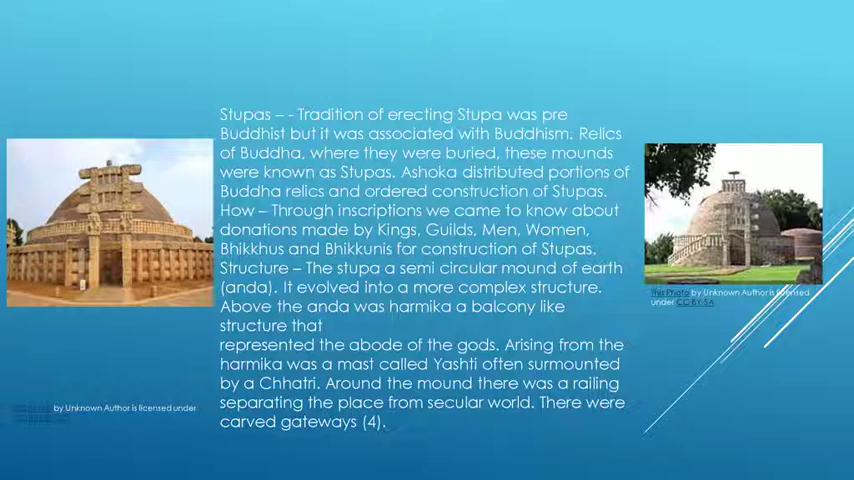 Stupas – - Tradition of erecting Stupa was pre
Buddhist but it was associated with Buddhism. Relics
of Buddha, where they were buried, these mounds
were known as Stupas. Ashoka distributed portions of
Buddha relics and ordered construction of Stupas.
How – Through inscriptions we came to know about
donations made by Kings, Guilds, Men, Women,
Bhikkhus and Bhikkunis for construction of Stupas.
Structure – The stupa a semi circular mound of earth
(anda). It evolved into a more complex structure.
Above the anda was harmika a balcony like
structure that
represented the abode of the gods. Arising from the
harmika was a mast called Yashti often surmounted
by a Chhatri. Around the mound there was a railing
separating the place from secular world. There were
carved gateways (4).
This Photo by Unknown Author is licensed
under CC BY-SA
by Unknown Author is licensed under